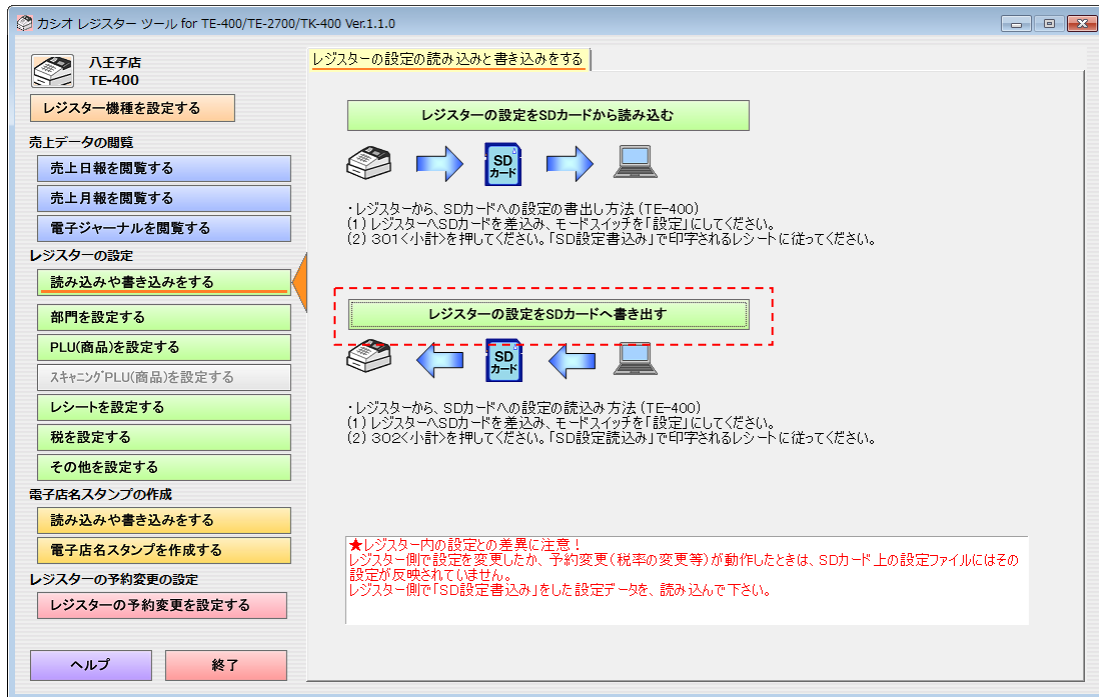 カシオ レジスター ツール for TE-400/TE-2700/TK-400 Ver.1.1.0
八王子店
TE-400
レジスター機種を設定する
売上データの閲覧
売上日報を閲覧する
売上月報を閲覧する
電子ジャーナルを閲覧する
レジスターの設定
読み込みや書き込みをする
部門を設定する
PLU(商品)を設定する
スキャニングPLU(商品)を設定する
レシートを設定する
税を設定する
その他を設定する
電子店名スタンプの作成
読み込みや書き込みをする
電子店名スタンプを作成する
レジスターの予約変更の設定
レジスターの予約変更を設定する
ヘルプ
終了
レジスターの設定の読み込みと書き込みをする
レジスターの設定をSDカードから読み込む
SD
カード
・レジスターから、SDカードへの設定の書出し方法(TE-400)
(1)レジスターへSDカードを差込み、モードスイッチを「設定」にしてください。
(2) 301<小計>を押してください。「SD設定書込み」で印字されるレシートに従ってください。
レジスターの設定をSDカードへ書き出す
SD
カード
・レジスターから、SDカードへの設定の読込み方法(TE-400)
(1)レジスターへSDカードを差込み、モードスイッチを「設定」にしてください。
(2) 302<小計>を押してください。「SD設定読込み」で印字されるレシートに従ってください。
★レジスター内の設定との差異に注意！
レジスター側で設定を変更したか、予約変更(税率の変更等)が動作したときは、SDカード上の設定ファイルにはその
設定が反映されていません。
レジスター側で「SD設定書込み」をした設定データを、読み込んで下さい。